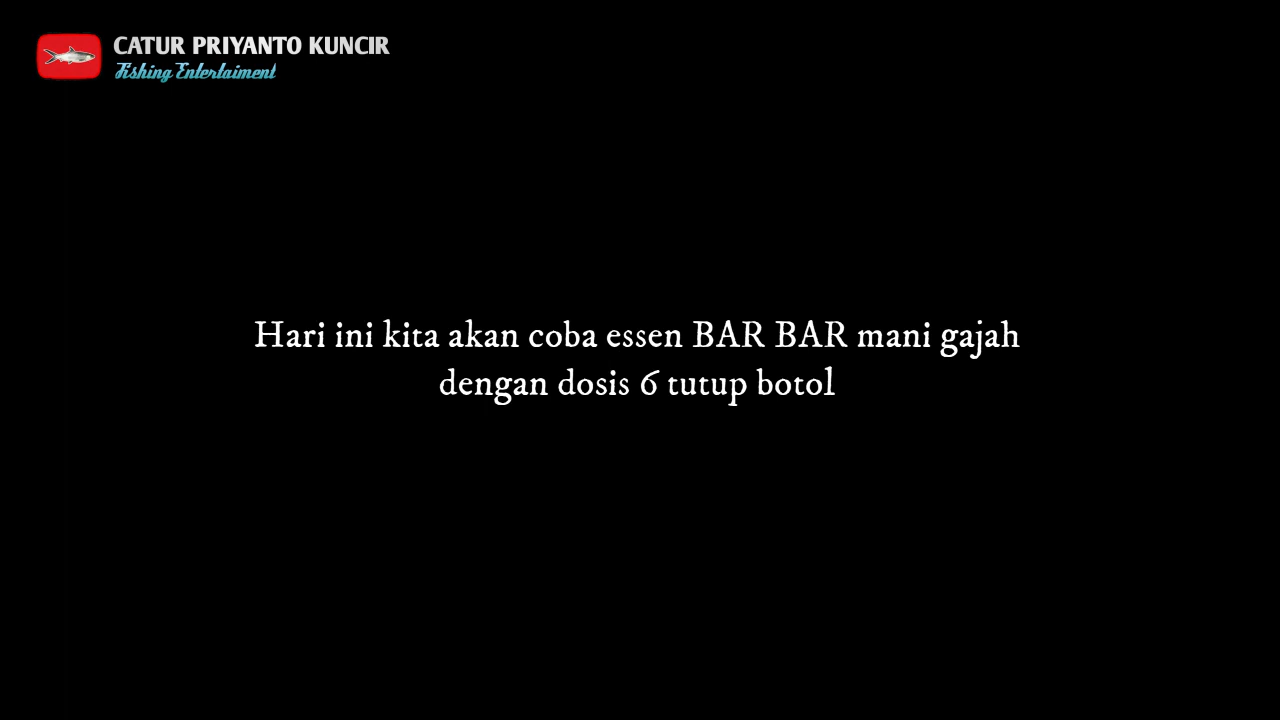 CATUR PRIYANTO KUNCIR
Fishing Entertaiment
Hari ini kita akan coba essen BAR BAR mani gajah
dengan dosis 6 tutup botol